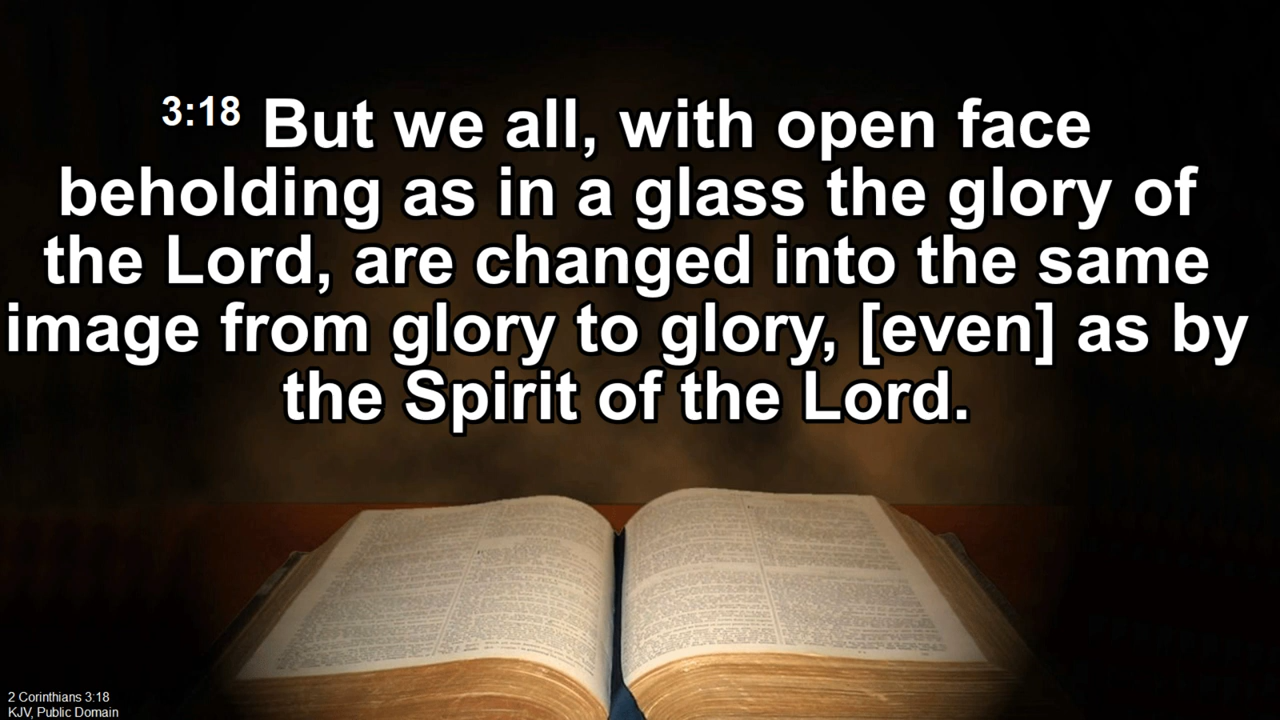 3:18 But we all, with open face
beholding as in a glass the glory of
the Lord, are changed into the same
image from glory to glory, [even] as by
the Spirit of the Lord.
2 Corinthians 3:18
KJV, Public Domain